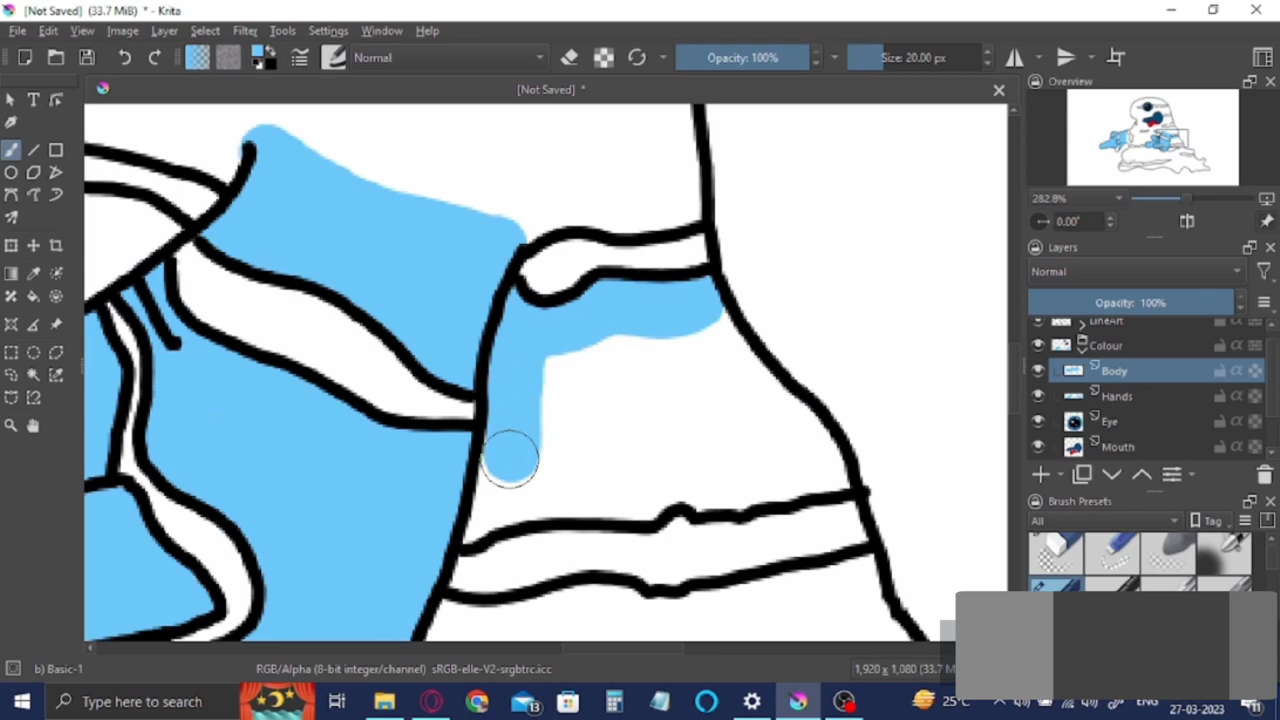 [Not Saved] (33.7 MiB) * - Krita
File Edit View Image Layer Select Filter Tools Settings Window Help
Normal Opacity: 100% Size: 20.00 px
[Not Saved] *
Overview
282.8%
0.00°
Layers
Normal
Opacity: 100%
LineArt
Colour
Body
Hands
Eye
Mouth
Brush Presets
All Tag
b) Basic-1 RGB/Alpha (8-bit integer/channel) sRGB-elle-V2-srgbtrc.icc 1,920 x 1,080 (33.7 M
Type here to search 13 25°C ENG
27-03-2023 11